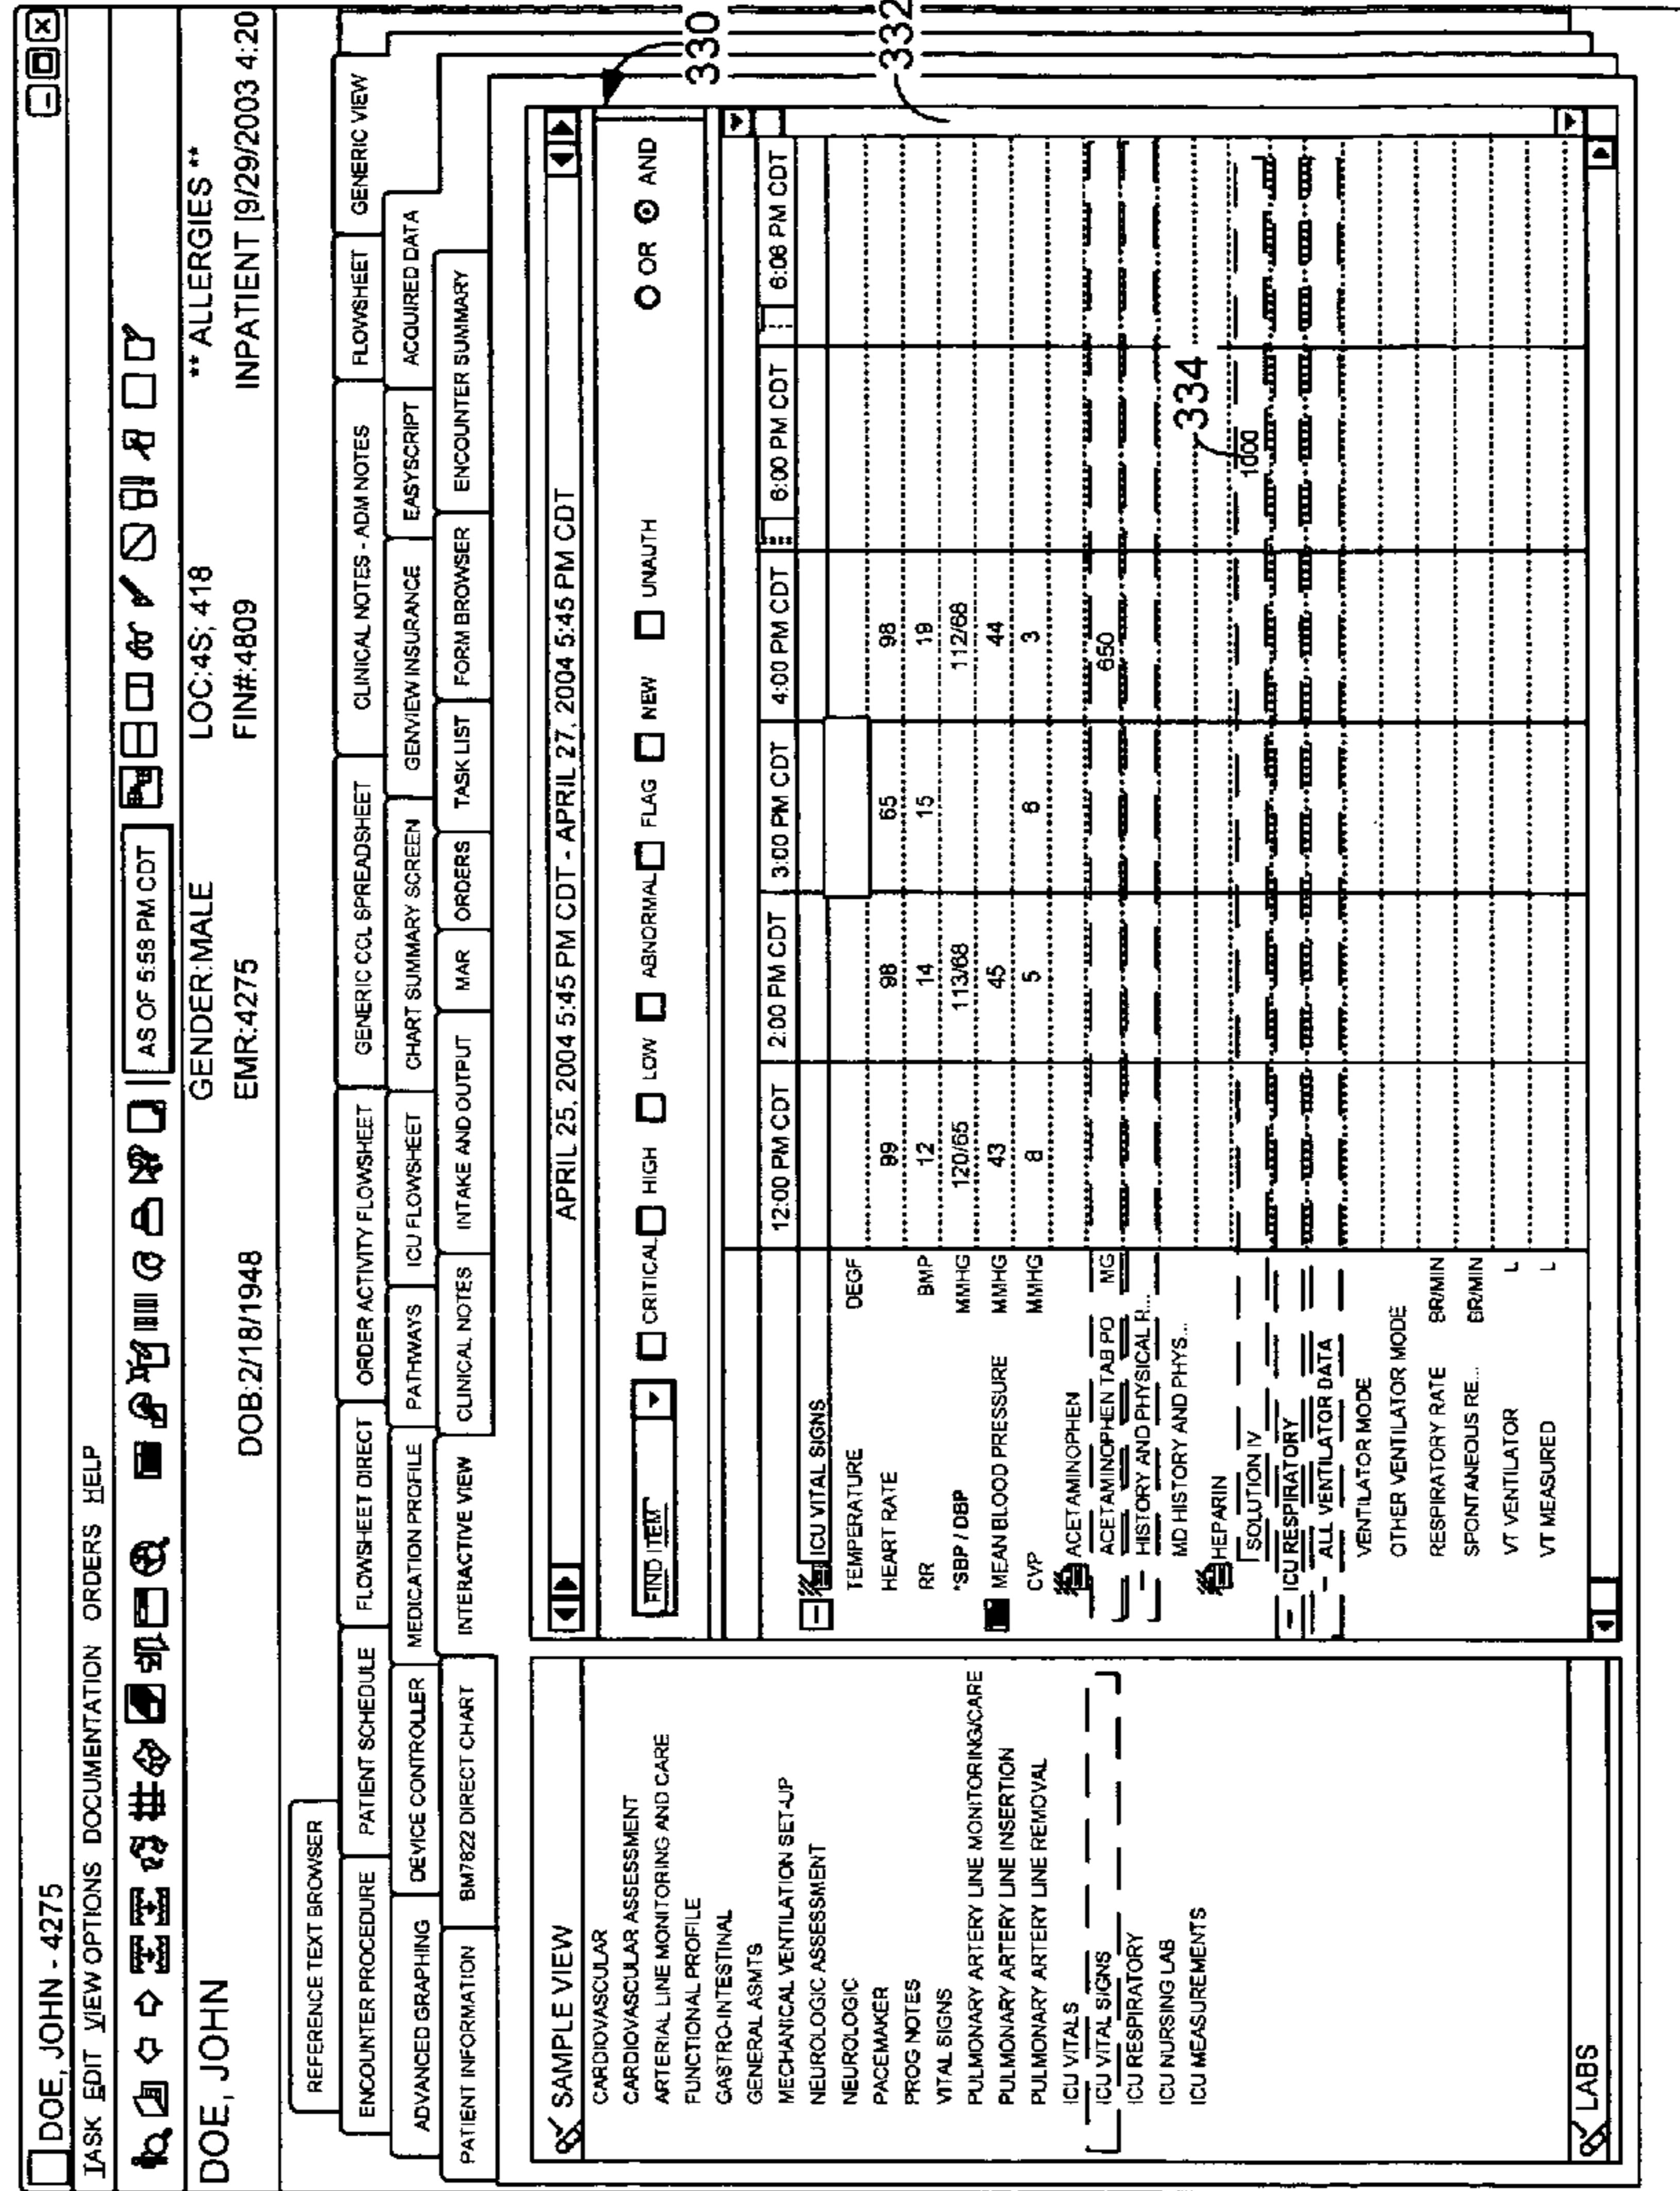 DOE, JOHN - 4275
TASK EDIT VIEW OPTIONS DOCUMENTATION ORDERS HELP
AS OF 5:58 PM CDT
DOE, JOHN GENDER:MALE LOC:4S; 418 ** ALLERGIES **
DOB:2/18/1948 EMR:4275 FIN#:4809 INPATIENT [9/29/2003 4:20
REFERENCE TEXT BROWSER
ENCOUNTER PROCEDURE PATIENT SCHEDULE FLOWSHEET DIRECT ORDER ACTIVITY FLOWSHEET GENERIC CCL SPREADSHEET CLINICAL NOTES - ADM NOTES FLOWSHEET GENERIC VIEW
ADVANCED GRAPHING DEVICE CONTROLLER MEDICATION PROFILE PATHWAYS ICU FLOWSHEET CHART SUMMARY SCREEN GENVIEW INSURANCE EASYSCRIPT ACQUIRED DATA
PATIENT INFORMATION BM7822 DIRECT CHART INTERACTIVE VIEW CLINICAL NOTES INTAKE AND OUTPUT MAR ORDERS TASK LIST FORM BROWSER ENCOUNTER SUMMARY
SAMPLE VIEW
CARDIOVASCULAR
CARDIOVASCULAR ASSESSMENT
ARTERIAL LINE MONITORING AND CARE
FUNCTIONAL PROFILE
GASTRO-INTESTINAL
GENERAL ASMTS
MECHANICAL VENTILATION SET-UP
NEUROLOGIC ASSESSMENT
NEUROLOGIC
PACEMAKER
PROG NOTES
VITAL SIGNS
PULMONARY ARTERY LINE MONITORING/CARE
PULMONARY ARTERY LINE INSERTION
PULMONARY ARTERY LINE REMOVAL
ICU VITALS
ICU VITAL SIGNS
ICU RESPIRATORY
ICU NURSING LAB
ICU MEASUREMENTS
LABS
APRIL 25, 2004 5:45 PM CDT - APRIL 27, 2004 5:45 PM CDT
330
FIND ITEM CRITICAL HIGH LOW ABNORMAL FLAG NEW UNAUTH OR AND
332
12:00 PM CDT 2:00 PM CDT 3:00 PM CDT 4:00 PM CDT 6:00 PM CDT 6:06 PM CDT
ICU VITAL SIGNS
TEMPERATURE DEGF
HEART RATE 99 98 65 98
RR BMP 12 14 15 19
*SBP / DBP MMHG 120/65 113/68 112/68
MEAN BLOOD PRESSURE MMHG 43 45 44
CVP MMHG 8 5 6 3
ACETAMINOPHEN
ACETAMINOPHEN TAB PO MG 650
HISTORY AND PHYSICAL R...
MD HISTORY AND PHYS...
334
HEPARIN
SOLUTION IV 1000
ICU RESPIRATORY
ALL VENTILATOR DATA
VENTILATOR MODE
OTHER VENTILATOR MODE
RESPIRATORY RATE BR/MIN
SPONTANEOUS RE... BR/MIN
VT VENTILATOR L
VT MEASURED L